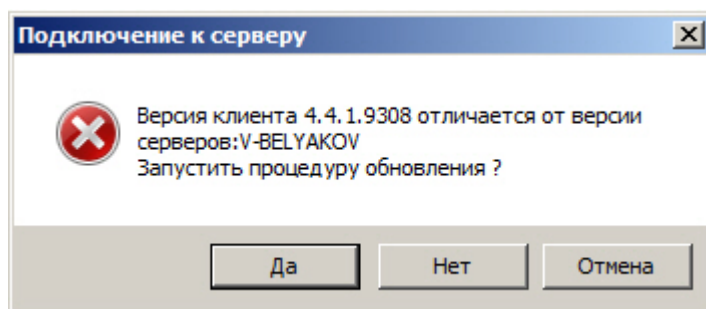 Подключение к серверу
Версия клиента 4.4.1.9308 отличается от версии
серверов:V-BELYAKOV
Запустить процедуру обновления ?
Да
Нет
Отмена